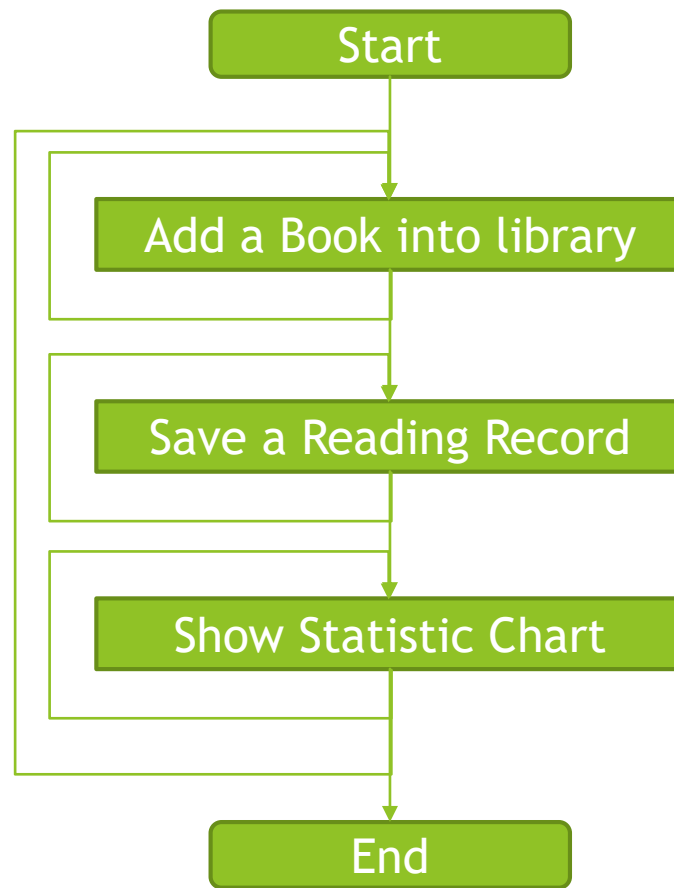 Start
Add a Book into library
Save a Reading Record
Show Statistic Chart
End